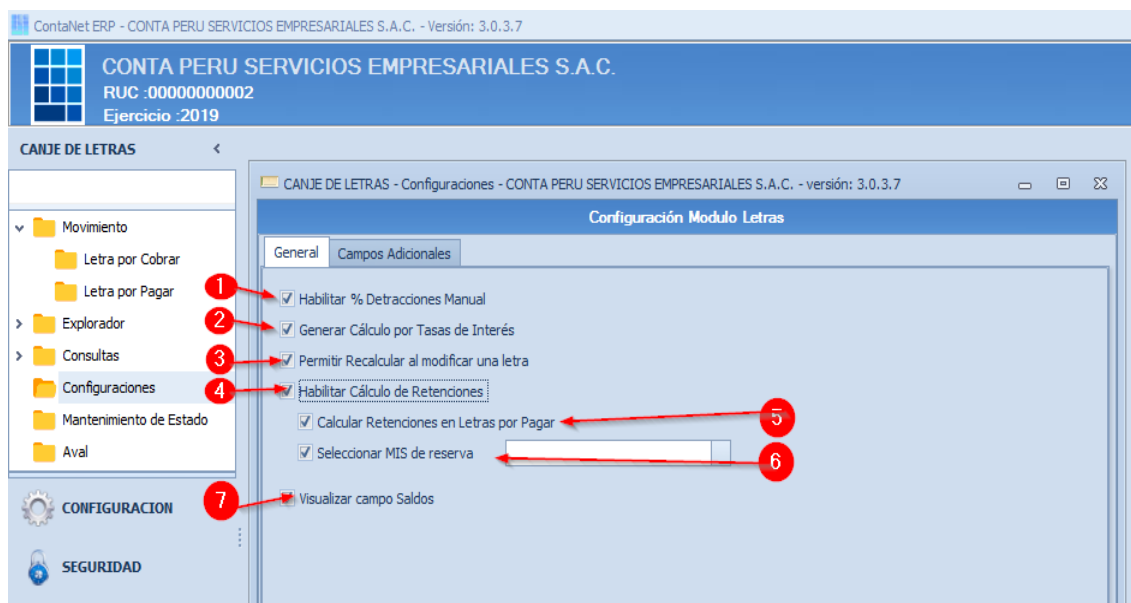 ContaNet ERP - CONTA PERU SERVICIOS EMPRESARIALES S.A.C. - Versión: 3.0.3.7
CONTA PERU SERVICIOS EMPRESARIALES S.A.C.
RUC :00000000002
Ejercicio :2019
CANJE DE LETRAS
Movimiento
Letra por Cobrar
Letra por Pagar
Explorador
Consultas
Configuraciones
Mantenimiento de Estado
Aval
CONFIGURACION
SEGURIDAD
CANJE DE LETRAS - Configuraciones - CONTA PERU SERVICIOS EMPRESARIALES S.A.C. - versión: 3.0.3.7
Configuración Modulo Letras
General Campos Adicionales
1 Habilitar % Detracciones Manual
2 Generar Cálculo por Tasas de Interés
3 Permitir Recalcular al modificar una letra
4 Habilitar Cálculo de Retenciones
Calcular Retenciones en Letras por Pagar 5
Seleccionar MIS de reserva 6
7 Visualizar campo Saldos